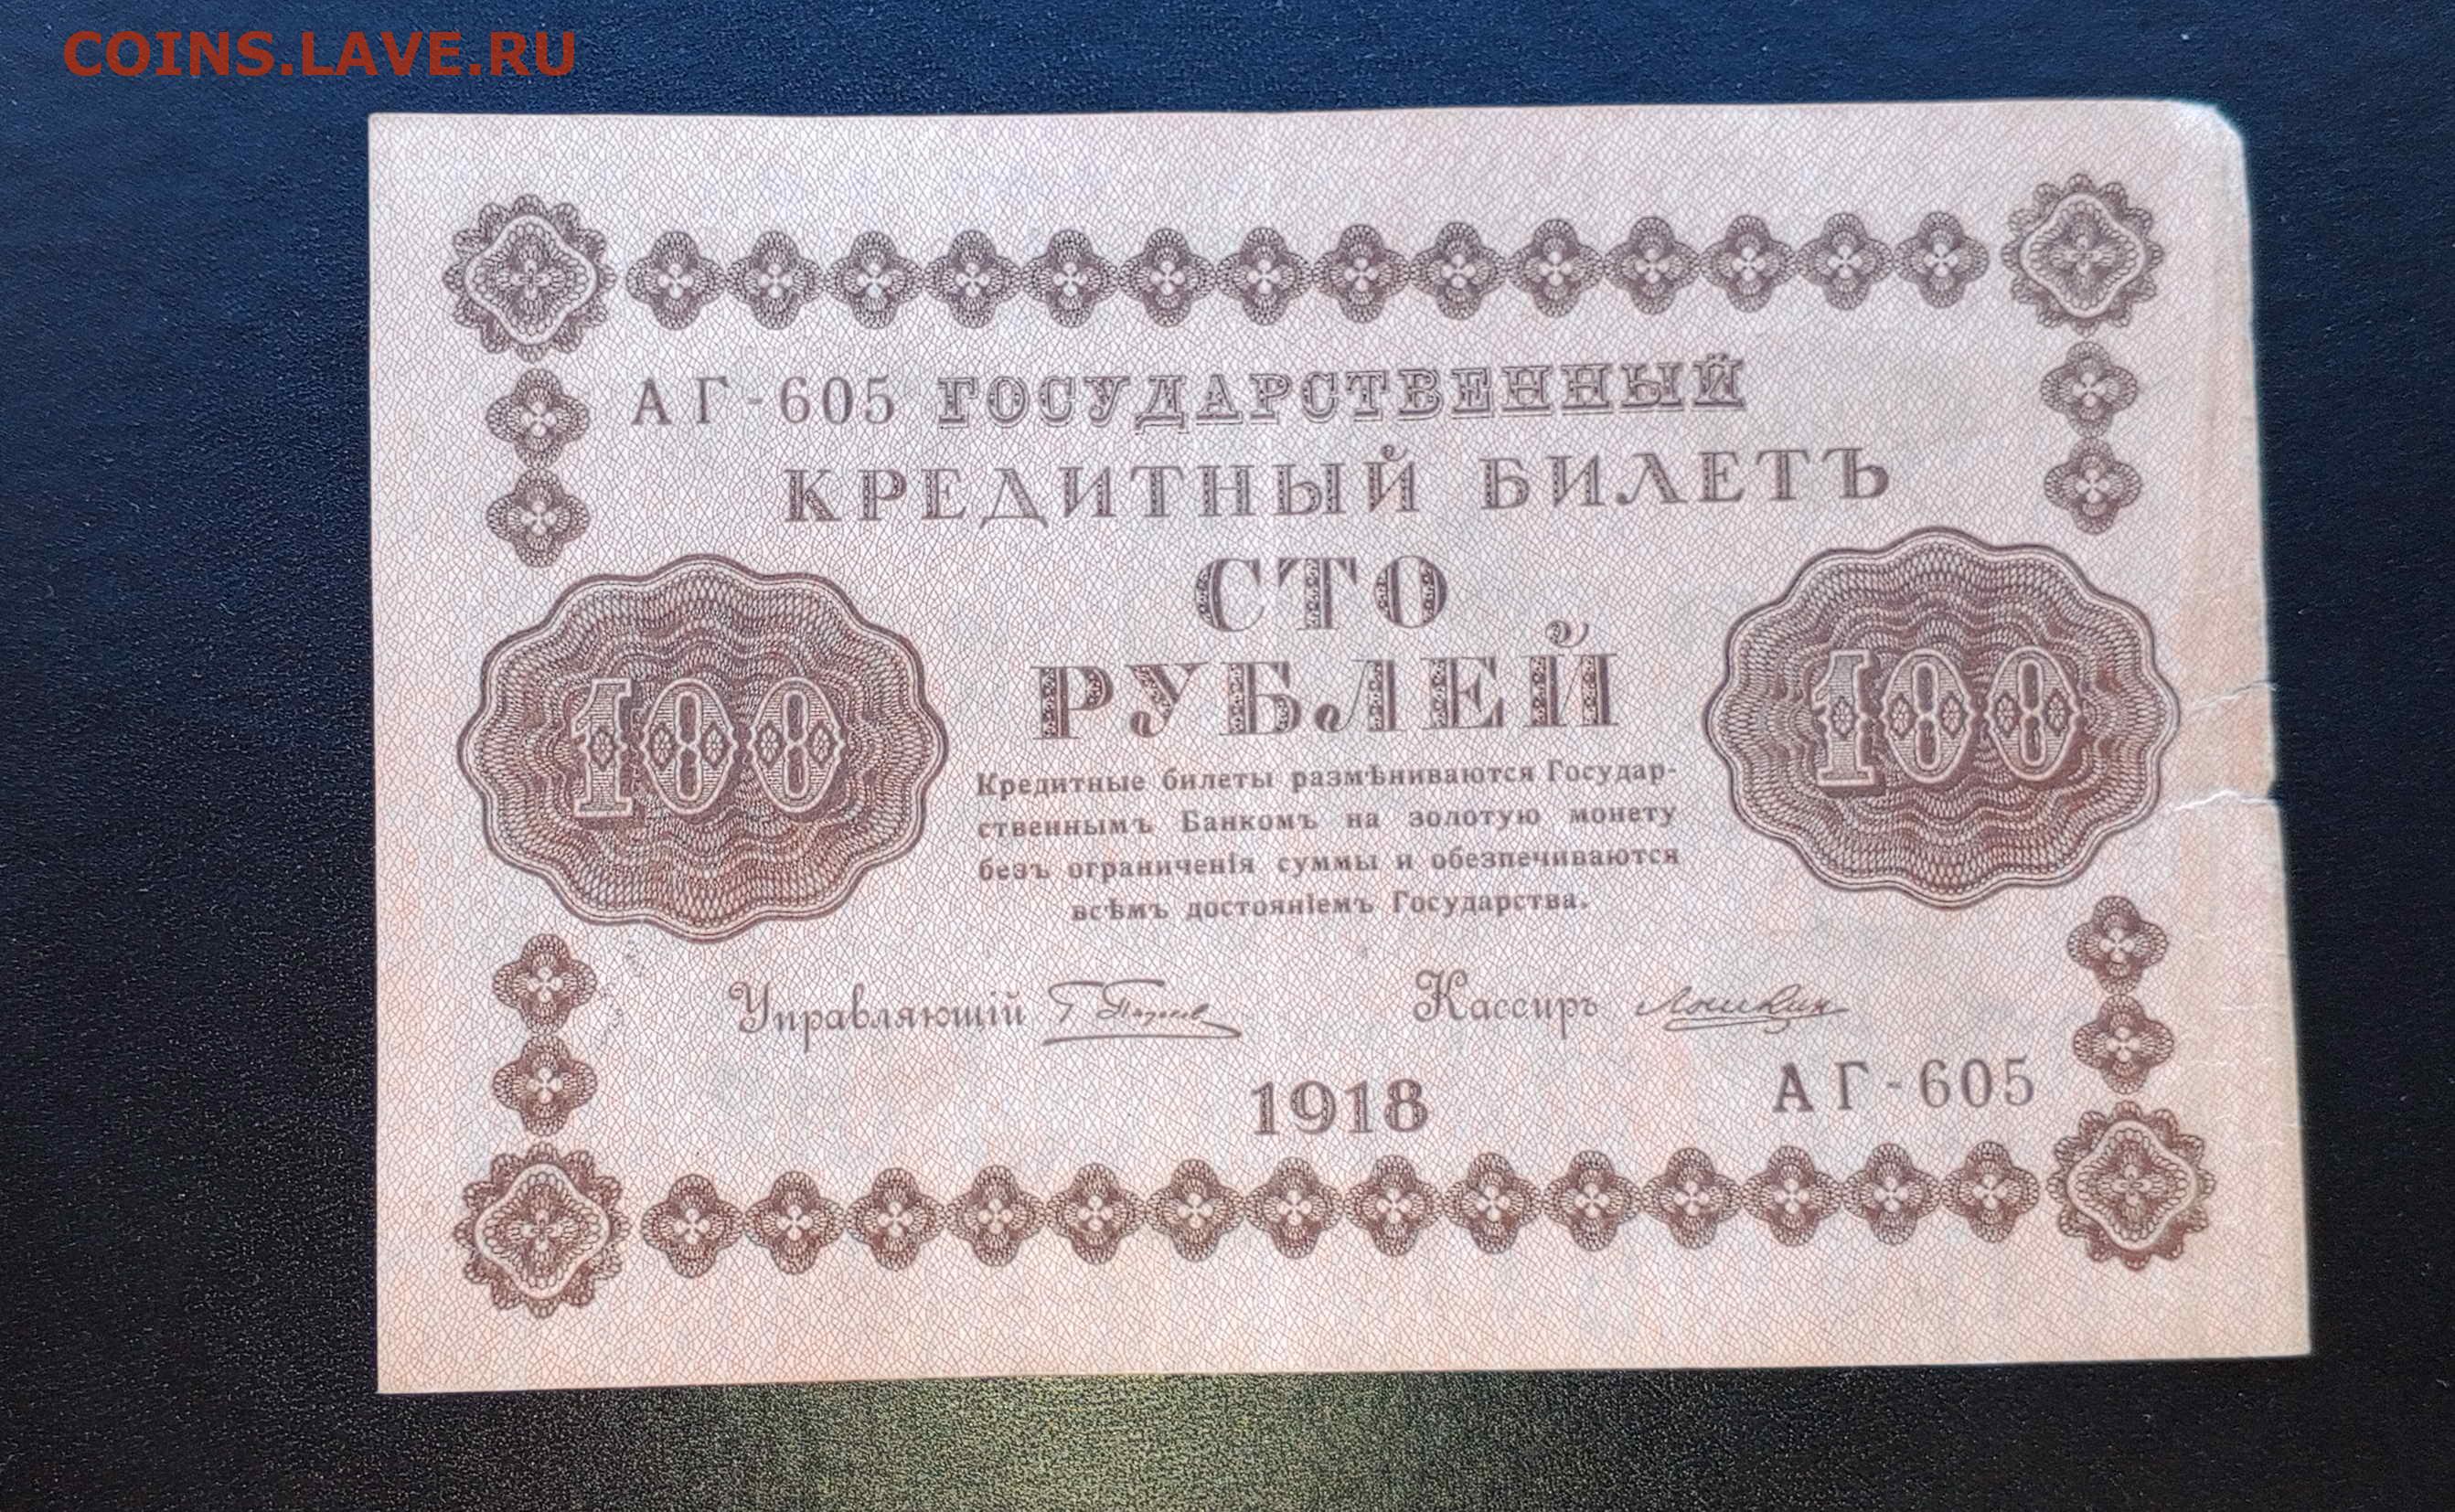 COINS.LAVE.RU
АГ-605 ГОСУДАРСТВЕННЫЙ
КРЕДИТНЫЙ БИЛЕТЪ
СТО
РУБЛЕЙ
100
100
Кредитные билеты размѣниваются Государ-
ственнымъ Банкомъ на золотую монету
безъ ограниченія суммы и обезпечиваются
всѣмъ достояніемъ Государства.
Управляющій Кассиръ
1918
АГ-605